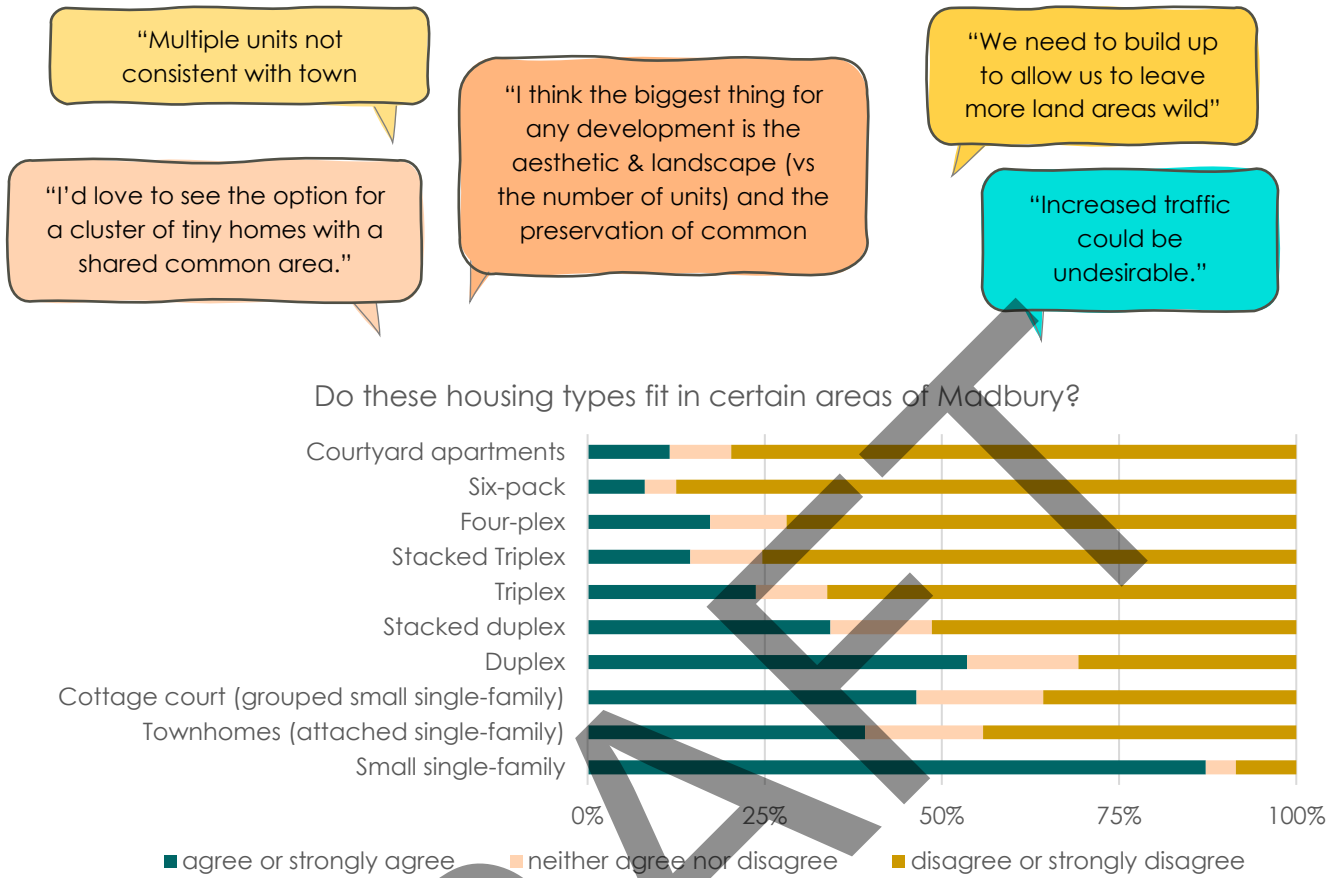 “Multiple units not
consistent with town
“I’d love to see the option for
a cluster of tiny homes with a
shared common area.”
“I think the biggest thing for
any development is the
aesthetic & landscape (vs
the number of units) and the
preservation of common
“We need to build up
to allow us to leave
more land areas wild”
“Increased traffic
could be
undesirable.”
Do these housing types fit in certain areas of Madbury?
Courtyard apartments
Six-pack
Four-plex
Stacked Triplex
Triplex
Stacked duplex
Duplex
Cottage court (grouped small single-family)
Townhomes (attached single-family)
Small single-family
0% 25% 50% 75% 100%
agree or strongly agree neither agree nor disagree disagree or strongly disagree